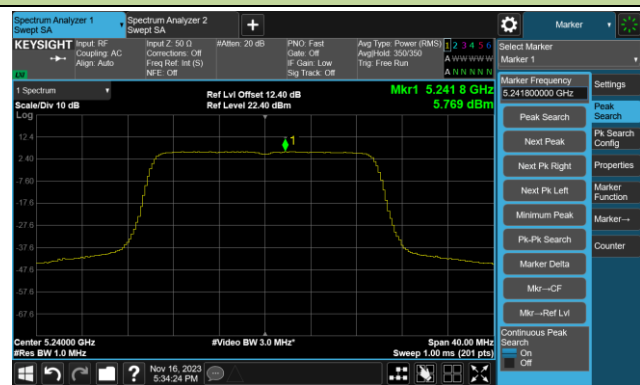 Spectrum Analyzer 1
Swept SA
Spectrum Analyzer 2
Swept SA
+
Marker
KEYSIGHT
Input: RF
Coupling: AC
Align: Auto
Input Z: 50 Ω
Corrections: Off
Freq Ref: Int (S)
NFE: Off
#Atten: 20 dB
PNO: Fast
Gate: Off
IF Gain: Low
Sig Track: Off
Avg Type: Power (RMS)
Avg|Hold: 350/350
Trig: Free Run
1 2 3 4 5 6
A W W W W W
A N N N N N
LXI
Select Marker
Marker 1
1 Spectrum
Scale/Div 10 dB
Log
Ref Lvl Offset 12.40 dB
Ref Level 22.40 dBm
Mkr1 5.241 8 GHz
5.769 dBm
1
12.4
2.40
-7.60
-17.6
-27.6
-37.6
-47.6
-57.6
-67.6
Center 5.24000 GHz
#Res BW 1.0 MHz
#Video BW 3.0 MHz*
Span 40.00 MHz
Sweep 1.00 ms (201 pts)
Marker Frequency
5.241800000 GHz
Peak Search
Next Peak
Next Pk Right
Next Pk Left
Minimum Peak
Pk-Pk Search
Marker Delta
Mkr→CF
Mkr→Ref Lvl
Continuous Peak
Search
On
Off
Settings
Peak
Search
Pk Search
Config
Properties
Marker
Function
Marker→
Counter
?
Nov 16, 2023
5:34:24 PM